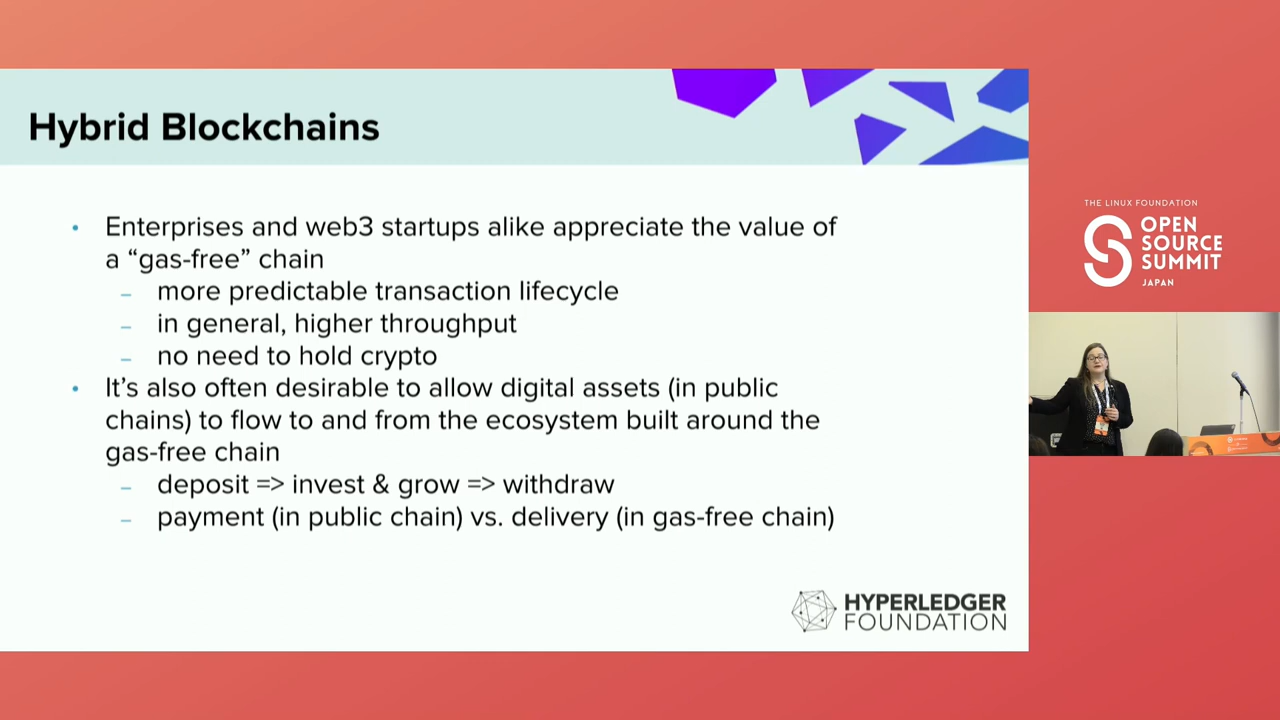 Hybrid Blockchains
• Enterprises and web3 startups alike appreciate the value of
a “gas-free” chain
– more predictable transaction lifecycle
– in general, higher throughput
– no need to hold crypto
• It’s also often desirable to allow digital assets (in public
chains) to flow to and from the ecosystem built around the
gas-free chain
– deposit => invest & grow => withdraw
– payment (in public chain) vs. delivery (in gas-free chain)
HYPERLEDGER
FOUNDATION
THE LINUX FOUNDATION
OPEN
SOURCE
SUMMIT
JAPAN